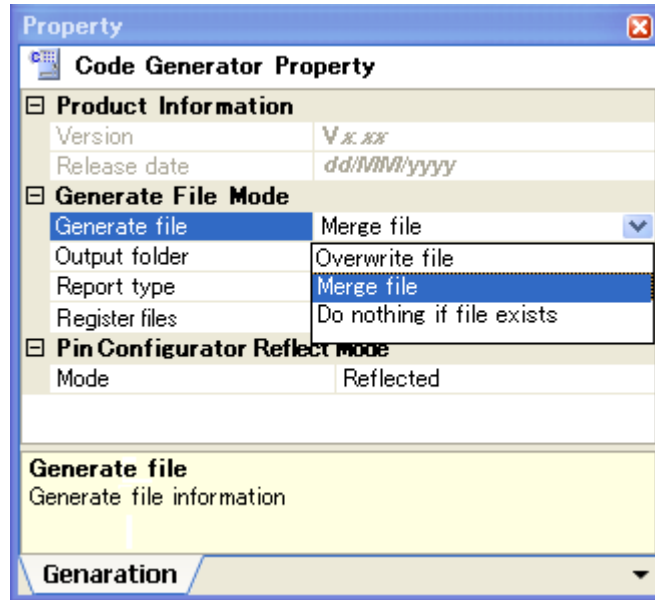 Property
Code Generator Property
Product Information
Version V x.xx
Release date dd/MM/yyyy
Generate File Mode
Generate file Merge file
Output folder Overwrite file
Report type Merge file
Register files Do nothing if file exists
Pin Configurator Reflect Mode
Mode Reflected
Generate file
Generate file information
Genaration